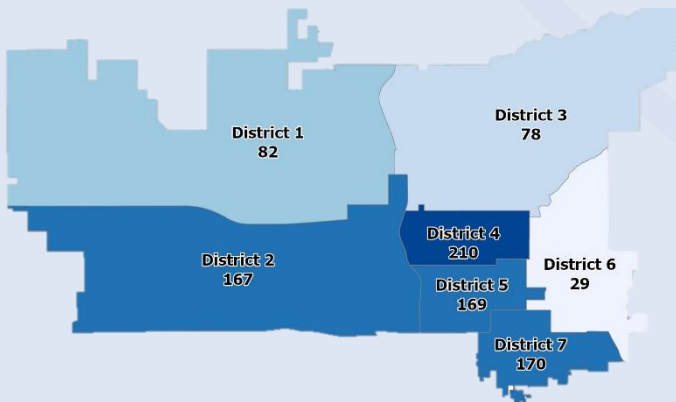 District 1
82
District 3
78
District 2
167
District 4
210
District 5
169
District 6
29
District 7
170